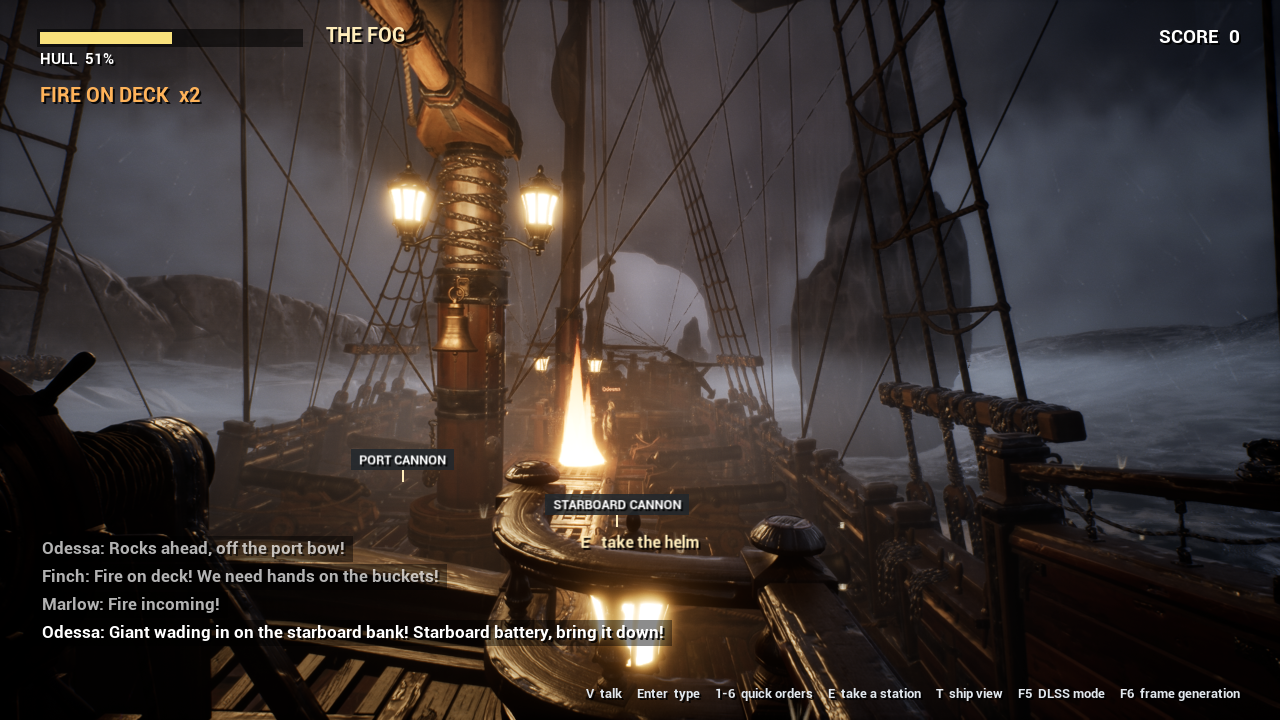 THE FOG
SCORE 0
HULL 51%
FIRE ON DECK x2
PORT CANNON
STARBOARD CANNON
E take the helm
Odessa: Rocks ahead, off the port bow!
Finch: Fire on deck! We need hands on the buckets!
Marlow: Fire incoming!
Odessa: Giant wading in on the starboard bank! Starboard battery, bring it down!
V talk Enter type 1-6 quick orders E take a station T ship view F5 DLSS mode F6 frame generation